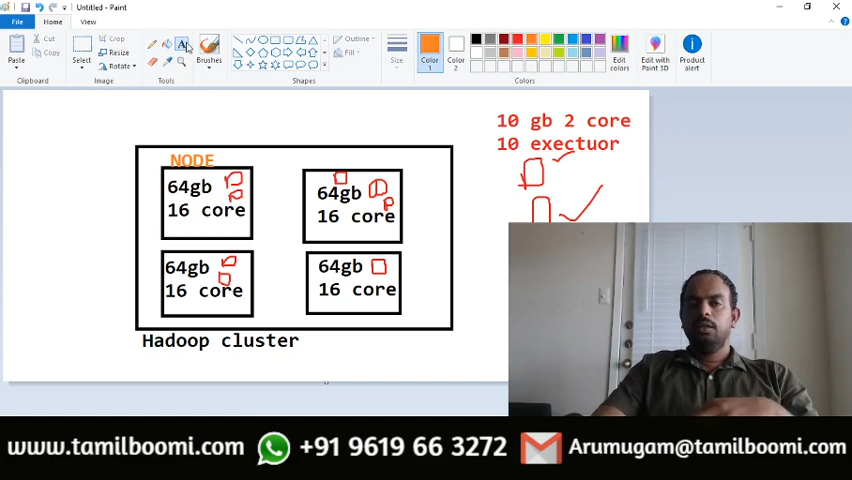 Untitled - Paint
File
Home
View
Paste
Cut
Copy
Clipboard
Select
Crop
Resize
Rotate
Image
Tools
Brushes
Shapes
Outline
Fill
Size
Color 1
Color 2
Edit colors
Colors
Edit with Paint 3D
Product alert
10 gb 2 core
10 exectuor
NODE
64gb
16 core
64gb
16 core
64gb
16 core
64gb
16 core
Hadoop cluster
www.tamilboomi.com
+91 9619 66 3272
Arumugam@tamilboomi.com